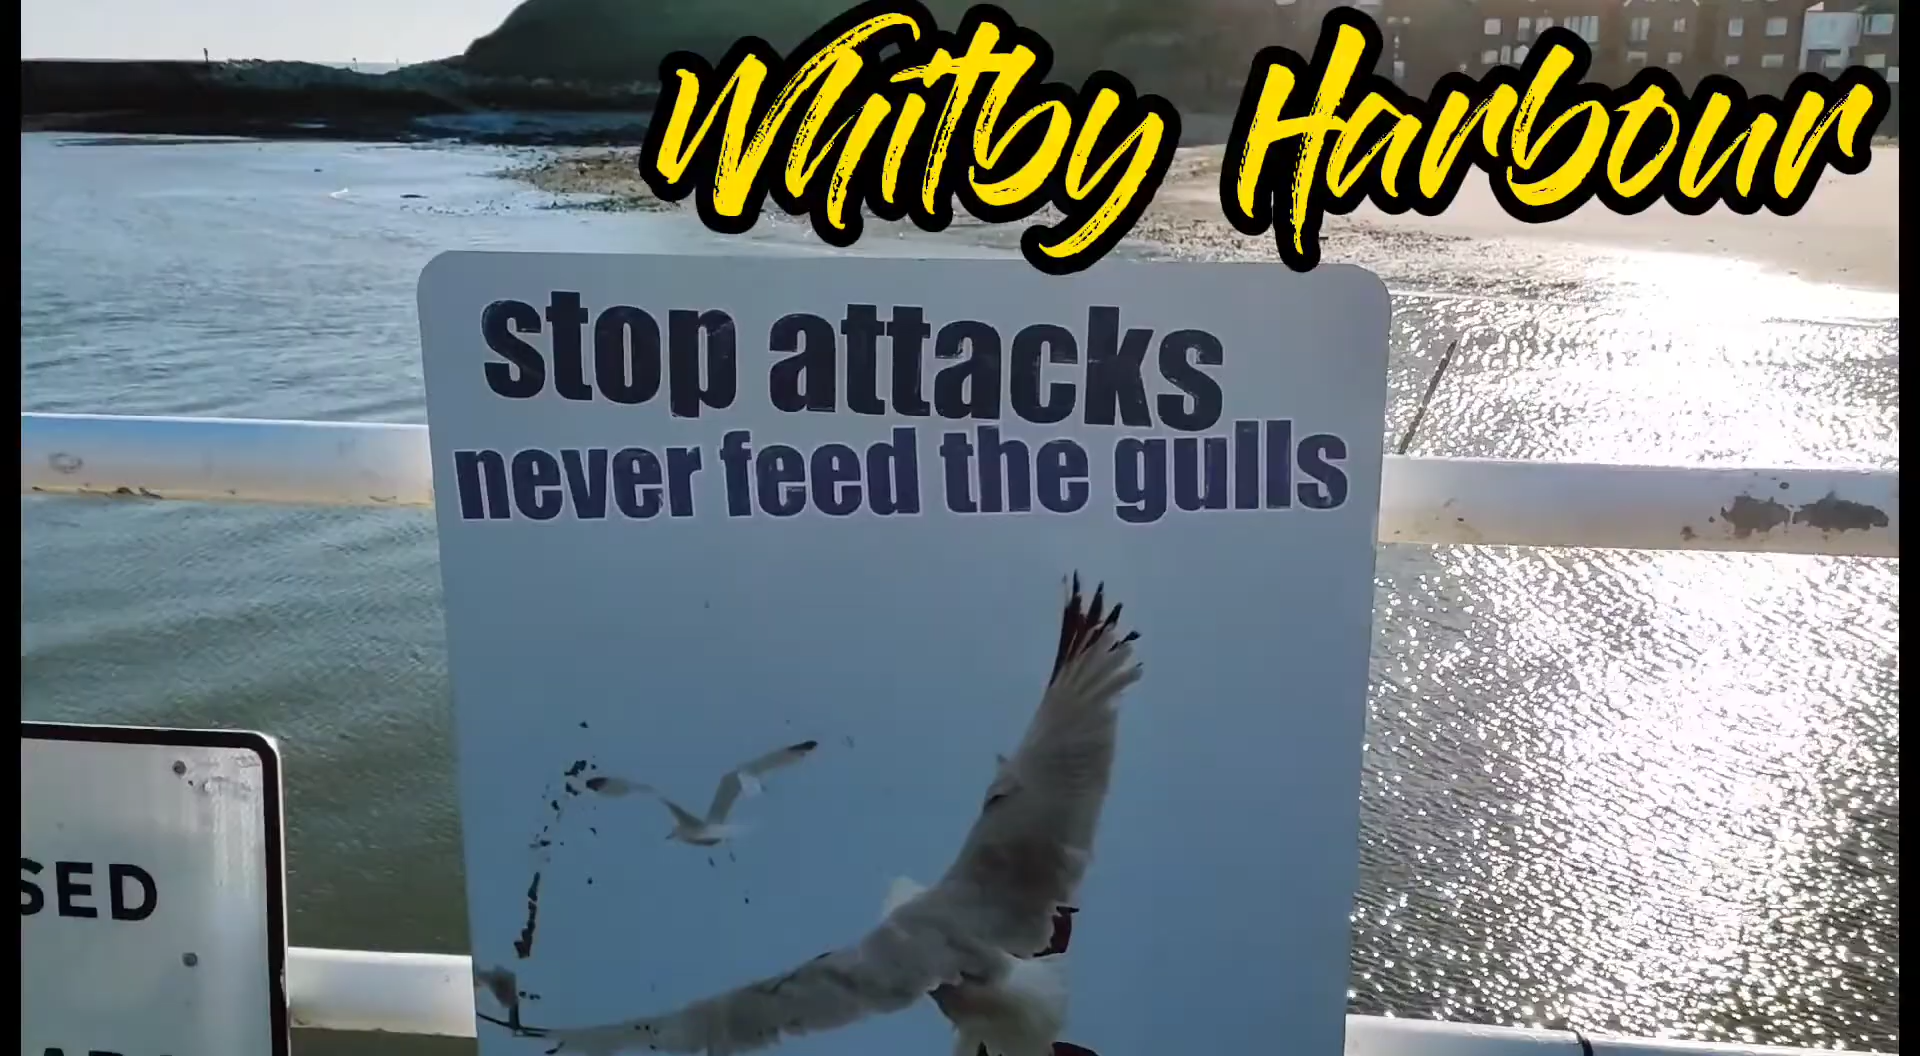 Whitby Harbour
stop attacks
never feed the gulls
SED